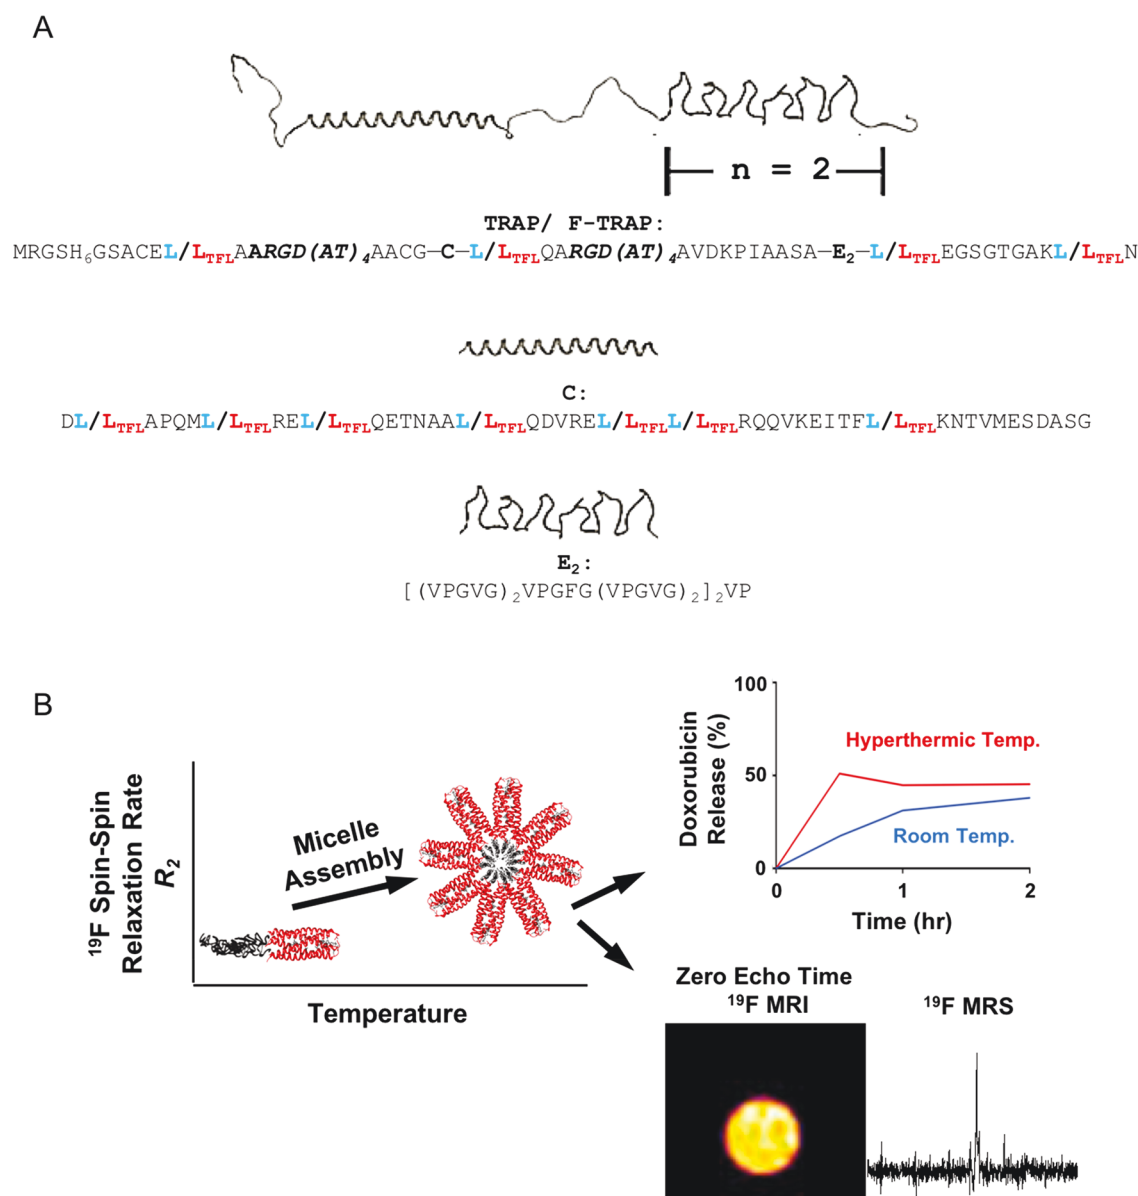 A
n = 2
TRAP/ F-TRAP:
MRGSH6GSACEL/LTFLAARGD(AT)4AACG—C—L/LTFLQARGD(AT)4AVDKPIAASA—E2—L/LTFLEGSGTGAKL/LTFLN
C:
DL/LTFLAPQML/LTFLREL/LTFLQETNAAL/LTFLQDVREL/LTFLL/LTFLRQQVKEITFL/LTFLKNTVMESDASG
E2:
[(VPGVG)2VPGFG(VPGVG)2]2VP
B
19F Spin-Spin
Relaxation Rate
R2
Micelle
Assembly
Temperature
Doxorubicin
Release (%)
100
50
0
Hyperthermic Temp.
Room Temp.
0 1 2
Time (hr)
Zero Echo Time
19F MRI
19F MRS